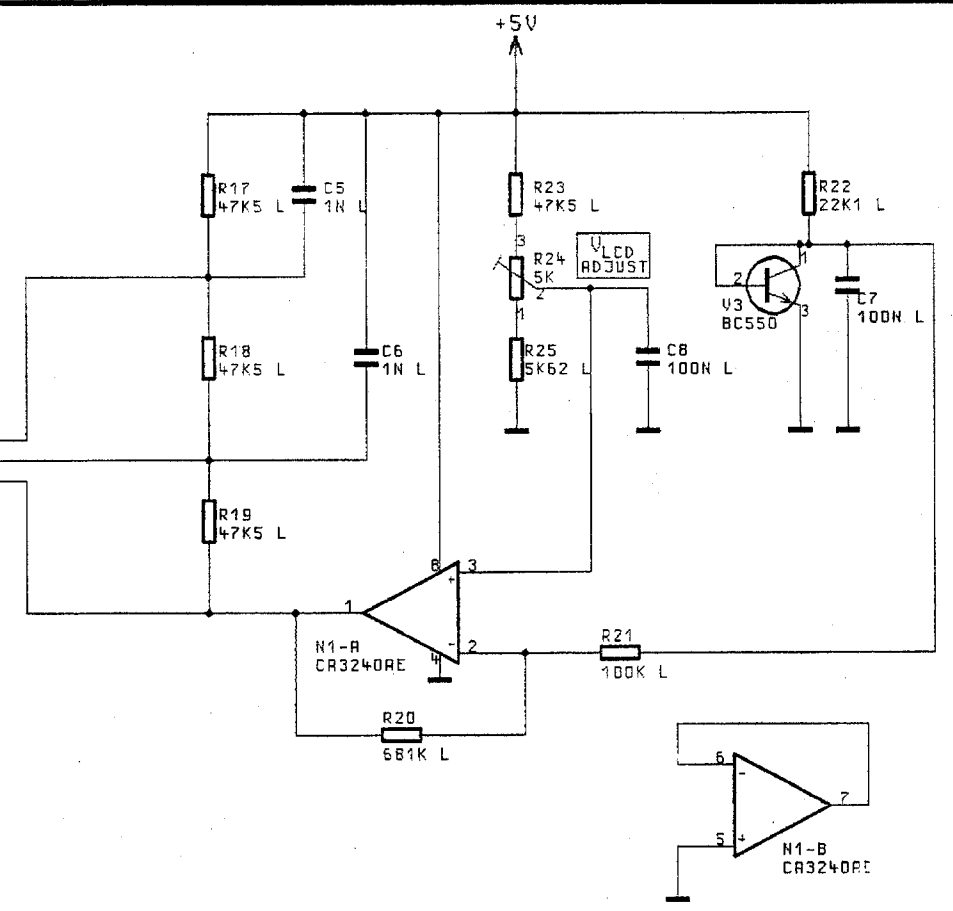 +5V
R17
47K5 L
C5
1N L
R23
47K5 L
R22
22K1 L
3
R24
5K
2
1
VLCD
ADJUST
1
2
3
V3
BC550
C7
100N L
R18
47K5 L
C6
1N L
R25
5K62 L
C8
100N L
R19
47K5 L
8
3
+
1
-
2
4
N1-A
CA3240AE
R21
100K L
R20
681K L
6
-
7
5
+
N1-B
CA3240AE